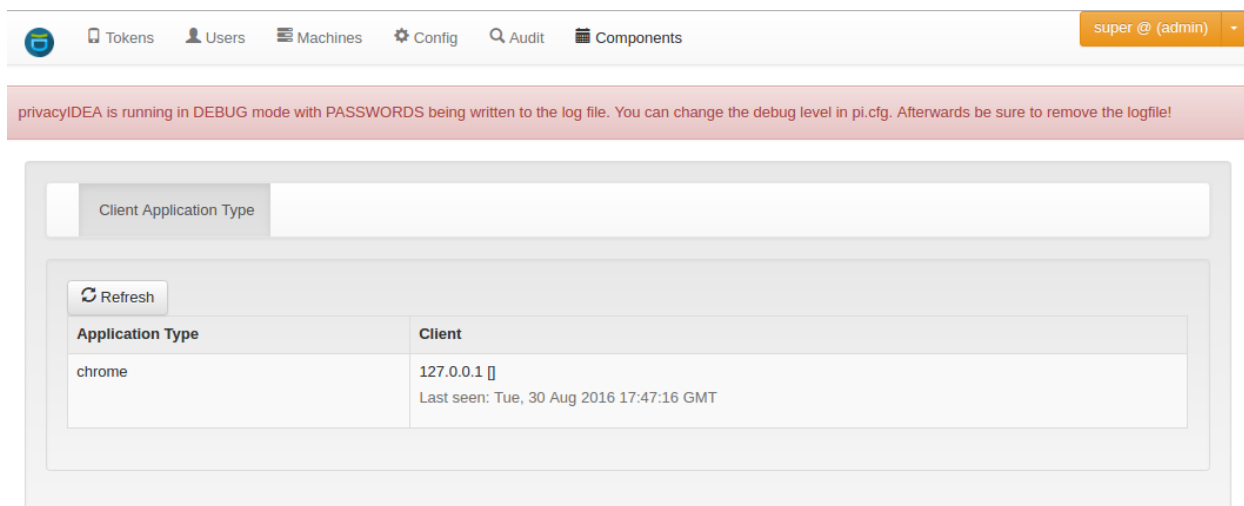 Tokens Users Machines Config Audit Components super @ (admin)
privacyIDEA is running in DEBUG mode with PASSWORDS being written to the log file. You can change the debug level in pi.cfg. Afterwards be sure to remove the logfile!
Client Application Type
Refresh
Application Type Client
chrome 127.0.0.1 []
Last seen: Tue, 30 Aug 2016 17:47:16 GMT